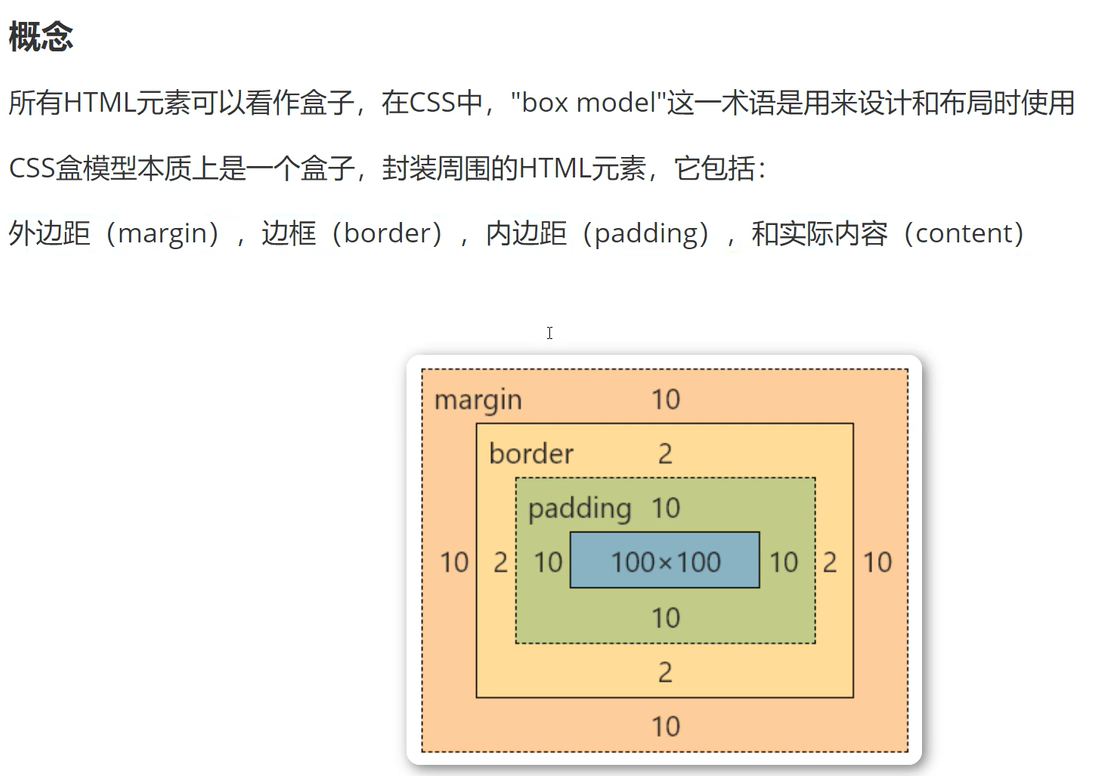 概念
所有HTML元素可以看作盒子，在CSS中，"box model"这一术语是用来设计和布局时使用
CSS盒模型本质上是一个盒子，封装周围的HTML元素，它包括：
外边距（margin），边框（border），内边距（padding），和实际内容（content）
margin 10
border 2
padding 10
10 2 10 100×100 10 2 10
10
2
10